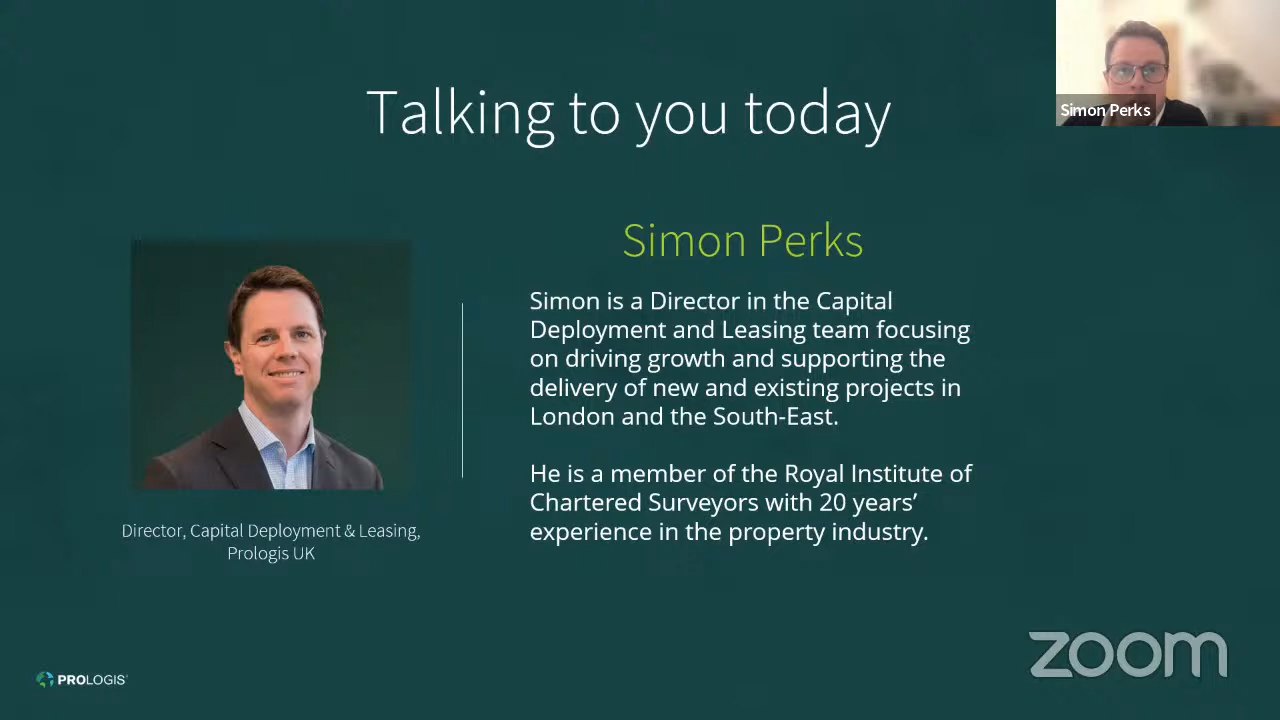 Talking to you today
Simon Perks
Simon Perks
Simon is a Director in the Capital
Deployment and Leasing team focusing
on driving growth and supporting the
delivery of new and existing projects in
London and the South-East.
He is a member of the Royal Institute of
Chartered Surveyors with 20 years’
experience in the property industry.
Director, Capital Deployment & Leasing,
Prologis UK
PROLOGIS
zoom